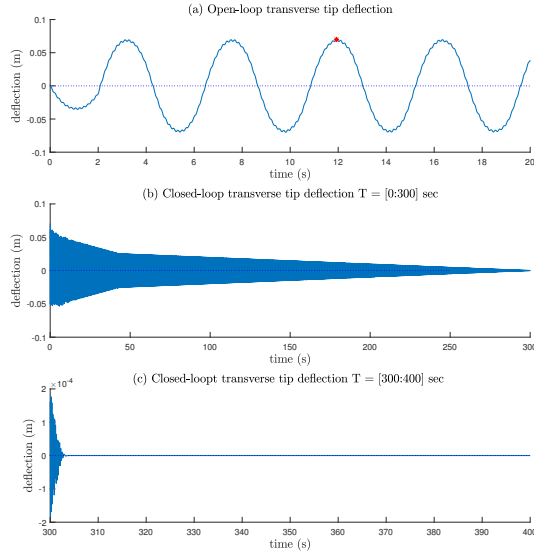 (a) Open-loop transverse tip deflection
0.1
0.05
0
-0.05
-0.1
deflection (m)
0 2 4 6 8 10 12 14 16 18 20
time (s)
(b) Closed-loop transverse tip deflection T = [0:300] sec
0.1
0.05
0
-0.05
-0.1
deflection (m)
0 50 100 150 200 250 300
time (s)
(c) Closed-loopt transverse tip deflection T = [300:400] sec
×10-4
2
1
0
-1
-2
deflection (m)
300 310 320 330 340 350 360 370 380 390 400
time (s)